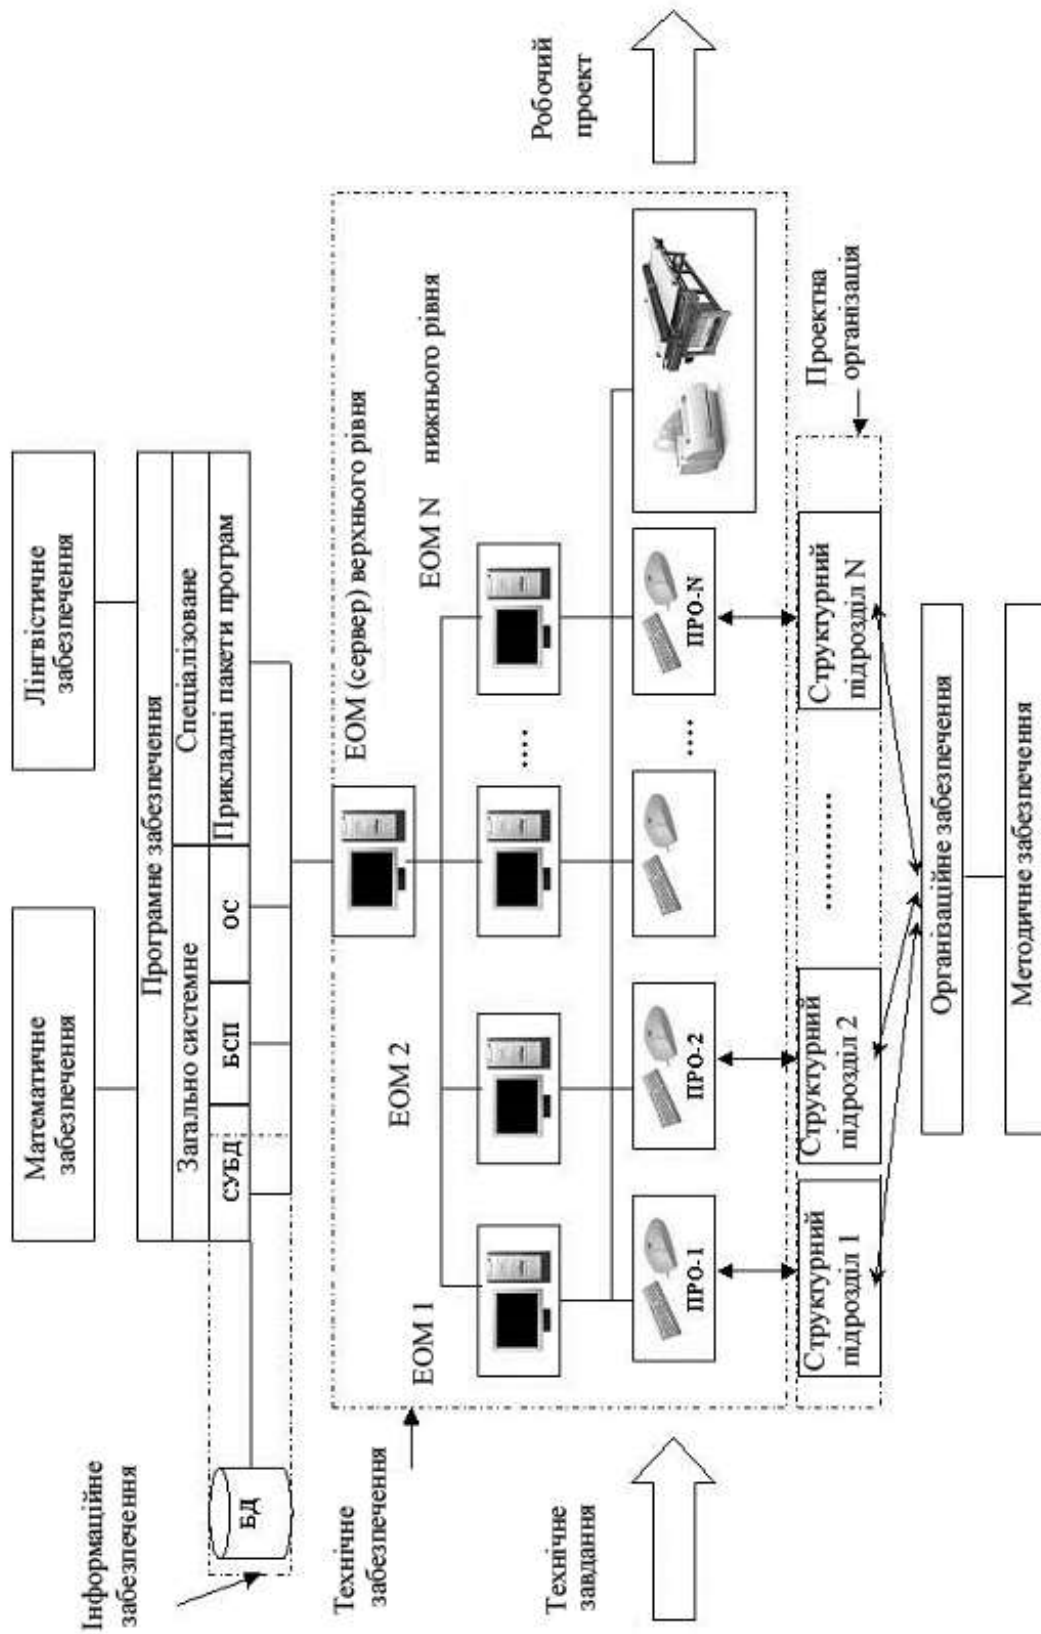 Математичне
забезпечення
Лінгвістичне
забезпечення
Програмне забезпечення
Загально системне
Спеціалізоване
СУБД
БСП
ОС
Прикладні пакети програм
Інформаційне
забезпечення
БД
Технічне
забезпечення
ЕОМ (сервер) верхнього рівня
ЕОМ 1
ЕОМ 2
ЕОМ N
нижнього рівня
....
ПРО-1
ПРО-2
....
ПРО-N
Технічне
завдання
Робочий
проект
Проектна
організація
Структурний
підрозділ 1
Структурний
підрозділ 2
.........
Структурний
підрозділ N
Організаційне забезпечення
Методичне забезпечення